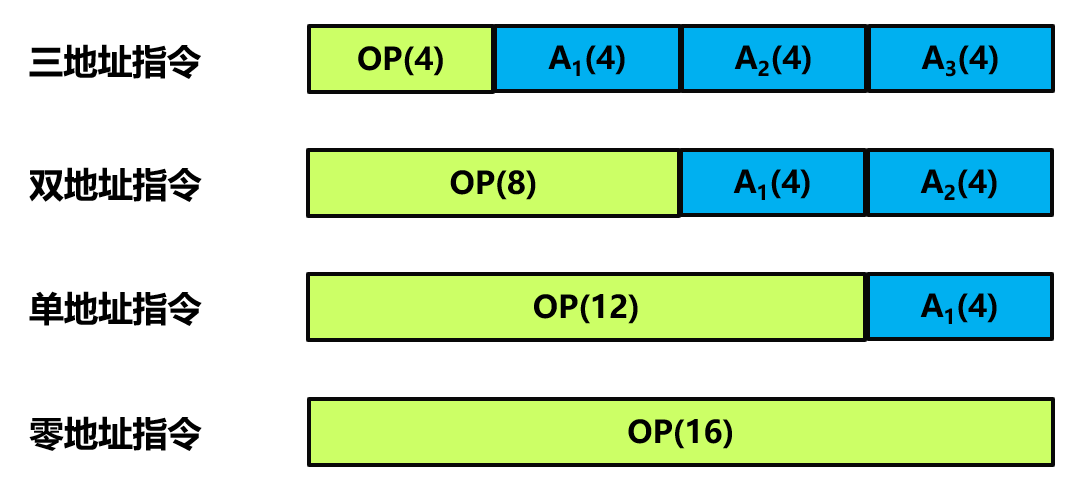 三地址指令 OP(4) A₁(4) A₂(4) A₃(4)
双地址指令 OP(8) A₁(4) A₂(4)
单地址指令 OP(12) A₁(4)
零地址指令 OP(16)